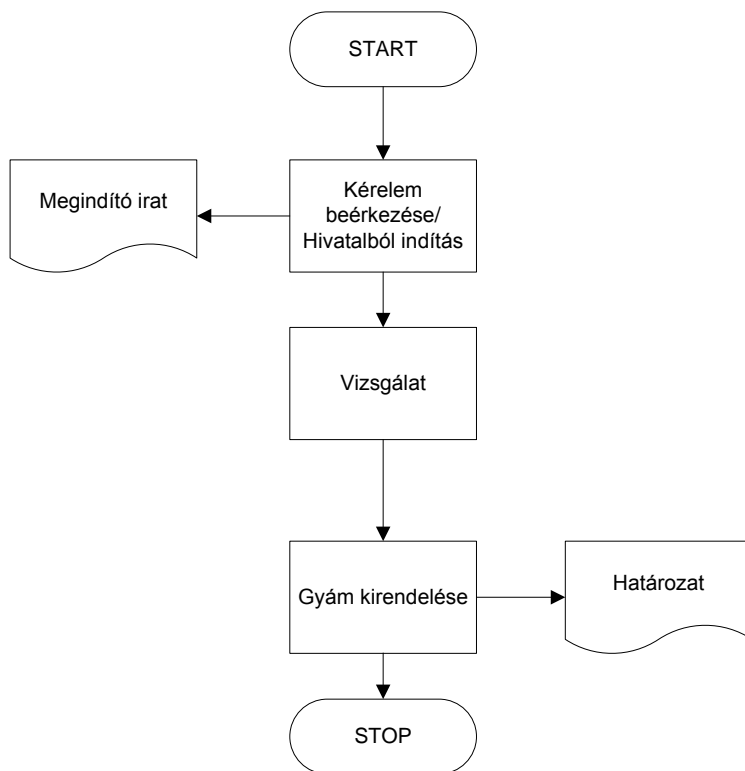 START
Megindító irat
Kérelem
beérkezése/
Hivatalból indítás
Vizsgálat
Gyám kirendelése
Határozat
STOP